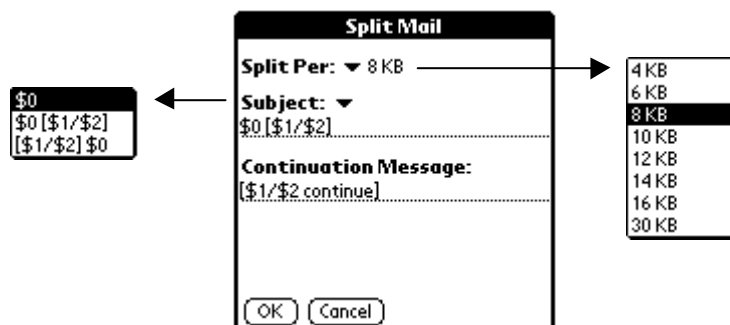 Split Mail
Split Per: 8 KB
Subject:
$0 [$1/$2]
Continuation Message:
[$1/$2 continue]
OK Cancel
$0
$0 [$1/$2]
[$1/$2] $0
4 KB
6 KB
8 KB
10 KB
12 KB
14 KB
16 KB
30 KB